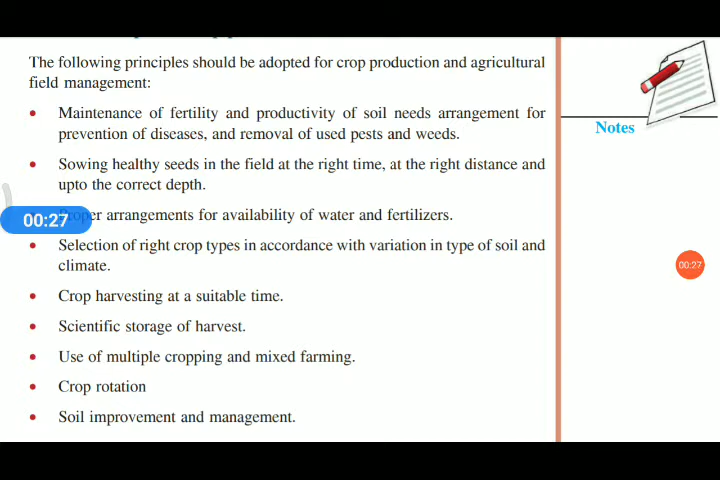 The following principles should be adopted for crop production and agricultural
field management:
• Maintenance of fertility and productivity of soil needs arrangement for
prevention of diseases, and removal of used pests and weeds.
• Sowing healthy seeds in the field at the right time, at the right distance and
upto the correct depth.
00:27 arrangements for availability of water and fertilizers.
• Selection of right crop types in accordance with variation in type of soil and
climate.
• Crop harvesting at a suitable time.
• Scientific storage of harvest.
• Use of multiple cropping and mixed farming.
• Crop rotation
• Soil improvement and management.
Notes
00:27